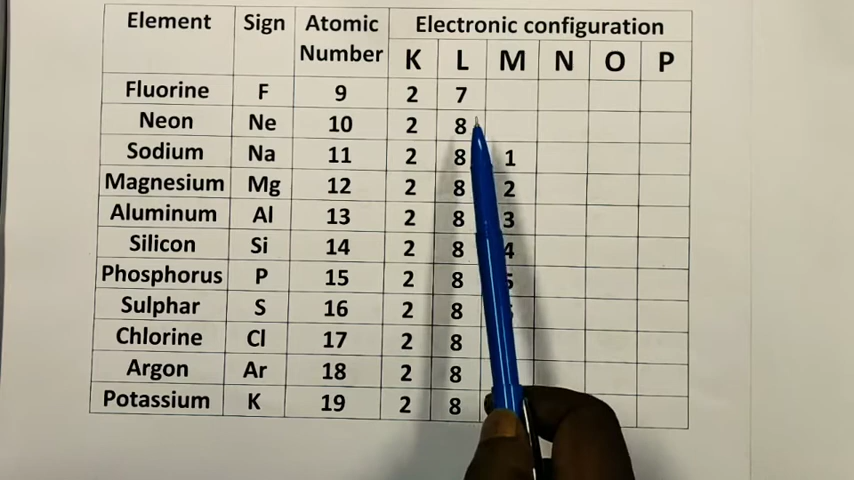 Element Sign Atomic Number Electronic configuration
K L M N O P
Fluorine F 9 2 7
Neon Ne 10 2 8
Sodium Na 11 2 8 1
Magnesium Mg 12 2 8 2
Aluminum Al 13 2 8 3
Silicon Si 14 2 8 4
Phosphorus P 15 2 8
Sulphar S 16 2 8
Chlorine Cl 17 2 8
Argon Ar 18 2 8
Potassium K 19 2 8